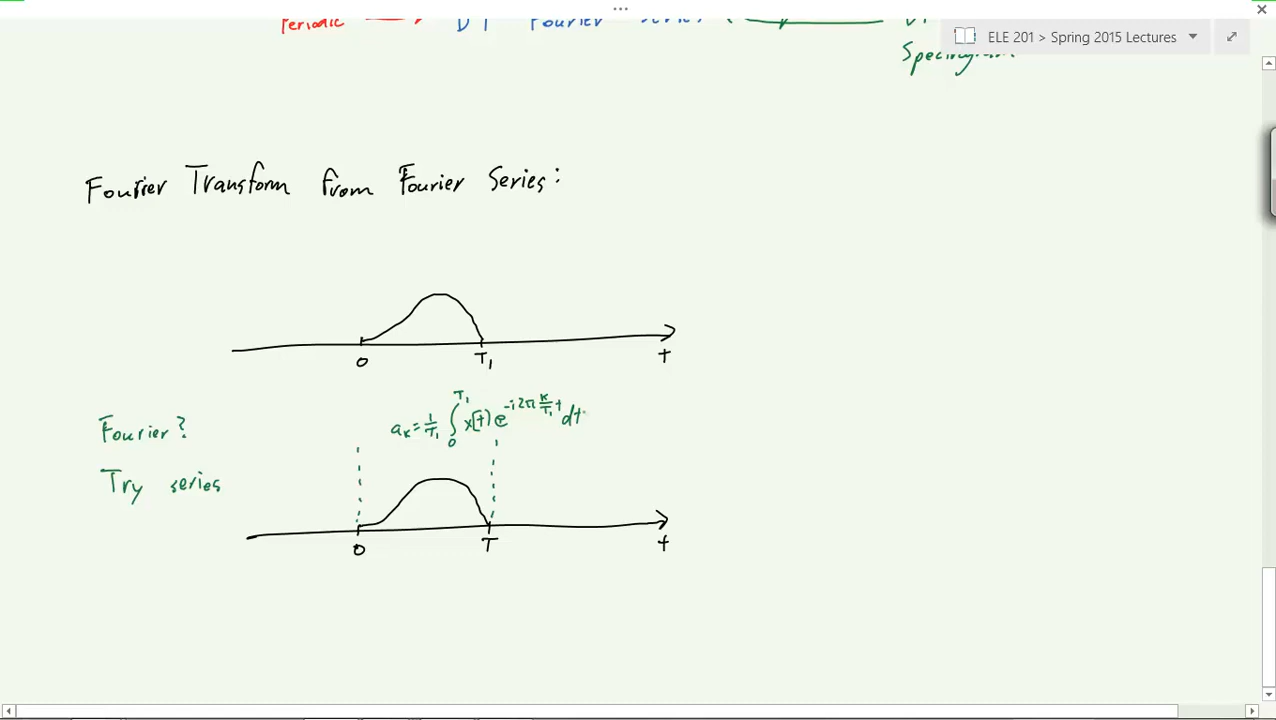 Periodic → DT Fourier Series
ELE 201 > Spring 2015 Lectures
Spectrogram
Fourier Transform from Fourier Series:
0 T₁ t
Fourier?
aₖ = 1/T₁ ∫₀^T₁ x(t) e^(-i2π (k/T₁) t) dt
Try series
0 T t